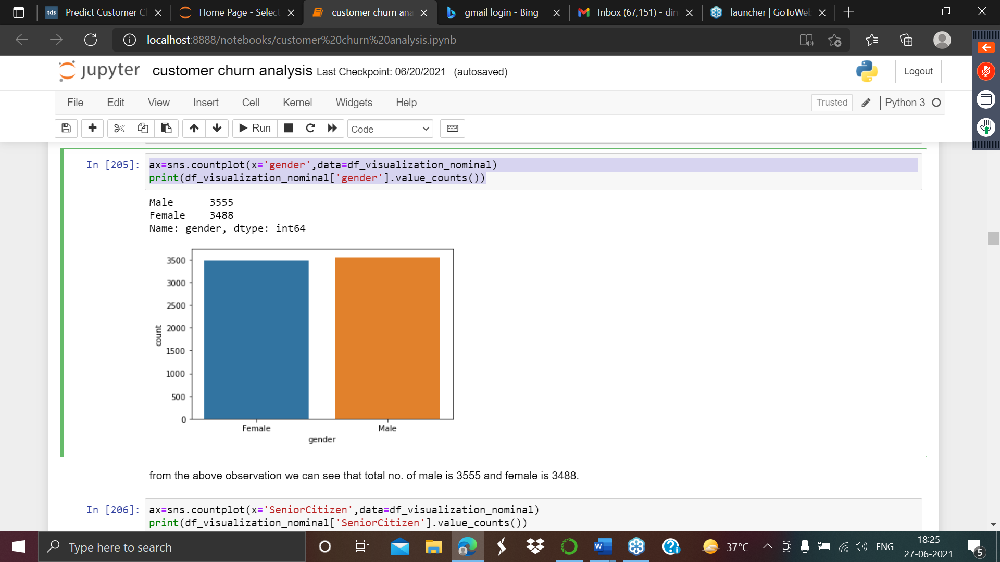 tds Predict Customer Cl
Home Page - Select
customer churn ana
gmail login - Bing
Inbox (67,151) - din
launcher | GoToWeb
localhost:8888/notebooks/customer%20churn%20analysis.ipynb
jupyter customer churn analysis Last Checkpoint: 06/20/2021 (autosaved)
Logout
File Edit View Insert Cell Kernel Widgets Help
Trusted Python 3
Run Code
In [205]: ax=sns.countplot(x='gender',data=df_visualization_nominal)
print(df_visualization_nominal['gender'].value_counts())
Male 3555
Female 3488
Name: gender, dtype: int64
3500
3000
2500
2000
1500
1000
500
0
count
Female Male
gender
from the above observation we can see that total no. of male is 3555 and female is 3488.
In [206]: ax=sns.countplot(x='SeniorCitizen',data=df_visualization_nominal)
print(df_visualization_nominal['SeniorCitizen'].value_counts())
Type here to search
37°C
ENG
18:25
27-06-2021
5